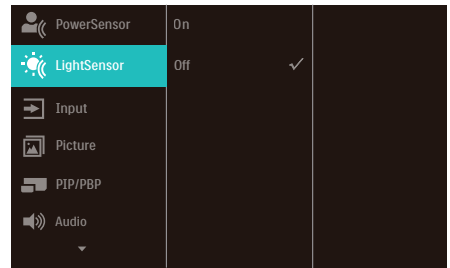 PowerSensor On
LightSensor Off
Input
Picture
PIP/PBP
Audio